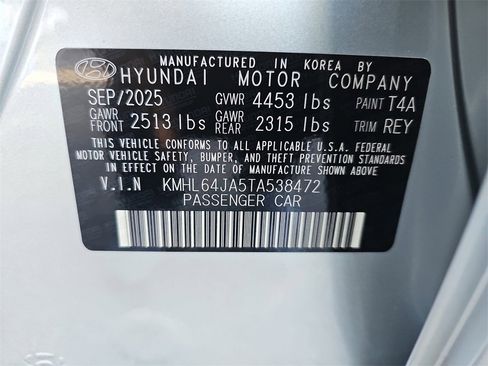 MANUFACTURED IN KOREA BY
HYUNDAI MOTOR COMPANY
SEP/2025 GVWR 4453 lbs PAINT T4A
GAWR FRONT 2513 lbs GAWR REAR 2315 lbs TRIM REY
THIS VEHICLE CONFORMS TO ALL APPLICABLE U.S.A. FEDERAL
MOTOR VEHICLE SAFETY, BUMPER, AND THEFT PREVENTION STANDARDS
IN EFFECT ON THE DATE OF MANUFACTURE SHOWN ABOVE.
V.I.N KMHL64JA5TA538472
PASSENGER CAR